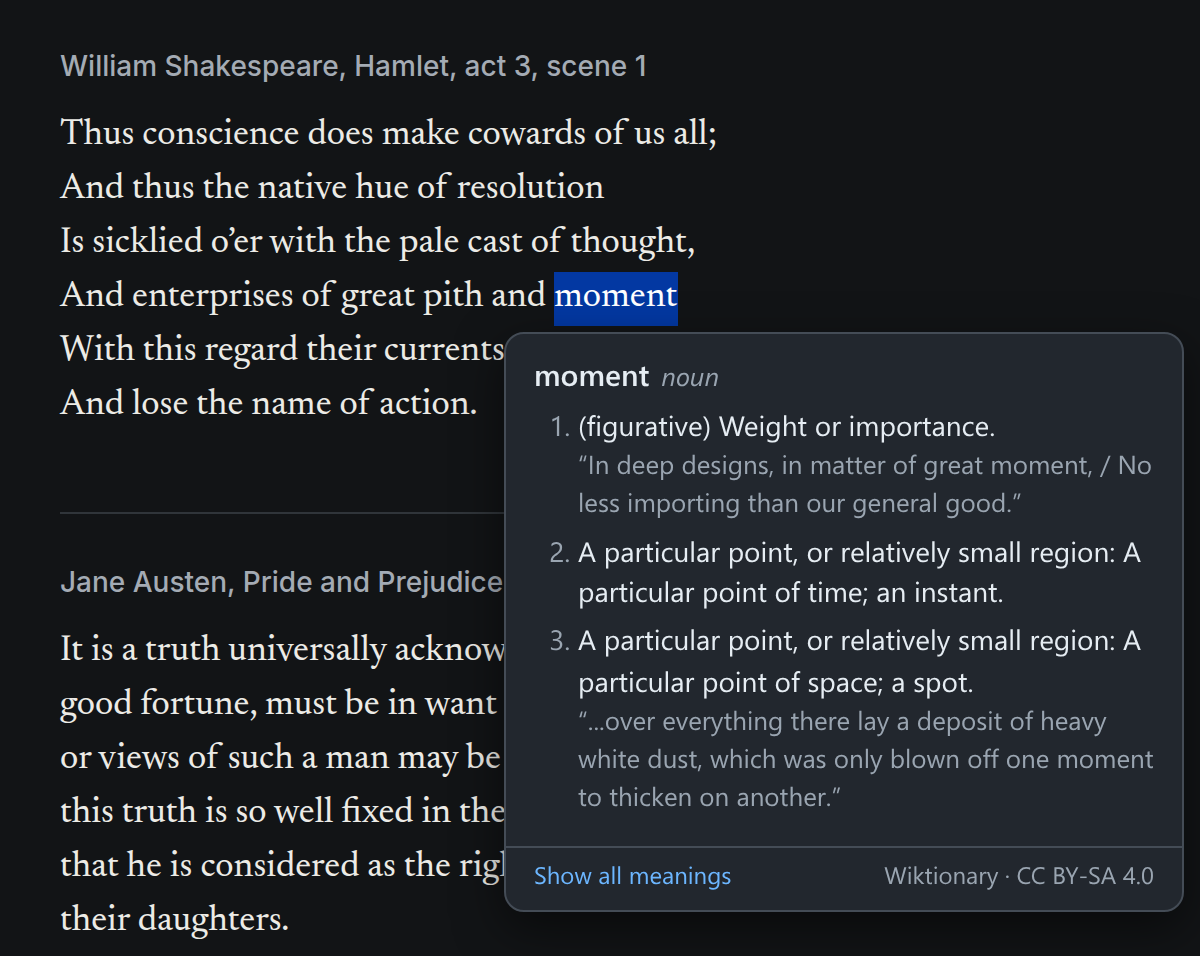 William Shakespeare, Hamlet, act 3, scene 1
Thus conscience does make cowards of us all;
And thus the native hue of resolution
Is sicklied o’er with the pale cast of thought,
And enterprises of great pith and moment
With this regard their currents
And lose the name of action.
moment noun
1. (figurative) Weight or importance.
“In deep designs, in matter of great moment, / No
less importing than our general good.”
2. A particular point, or relatively small region: A
particular point of time; an instant.
3. A particular point, or relatively small region: A
particular point of space; a spot.
“...over everything there lay a deposit of heavy
white dust, which was only blown off one moment
to thicken on another.”
Show all meanings
Wiktionary · CC BY-SA 4.0
Jane Austen, Pride and Prejudice
It is a truth universally
good fortune, must be in want
or views of such a man may be
this truth is so well fixed in the
that he is considered as the
their daughters.